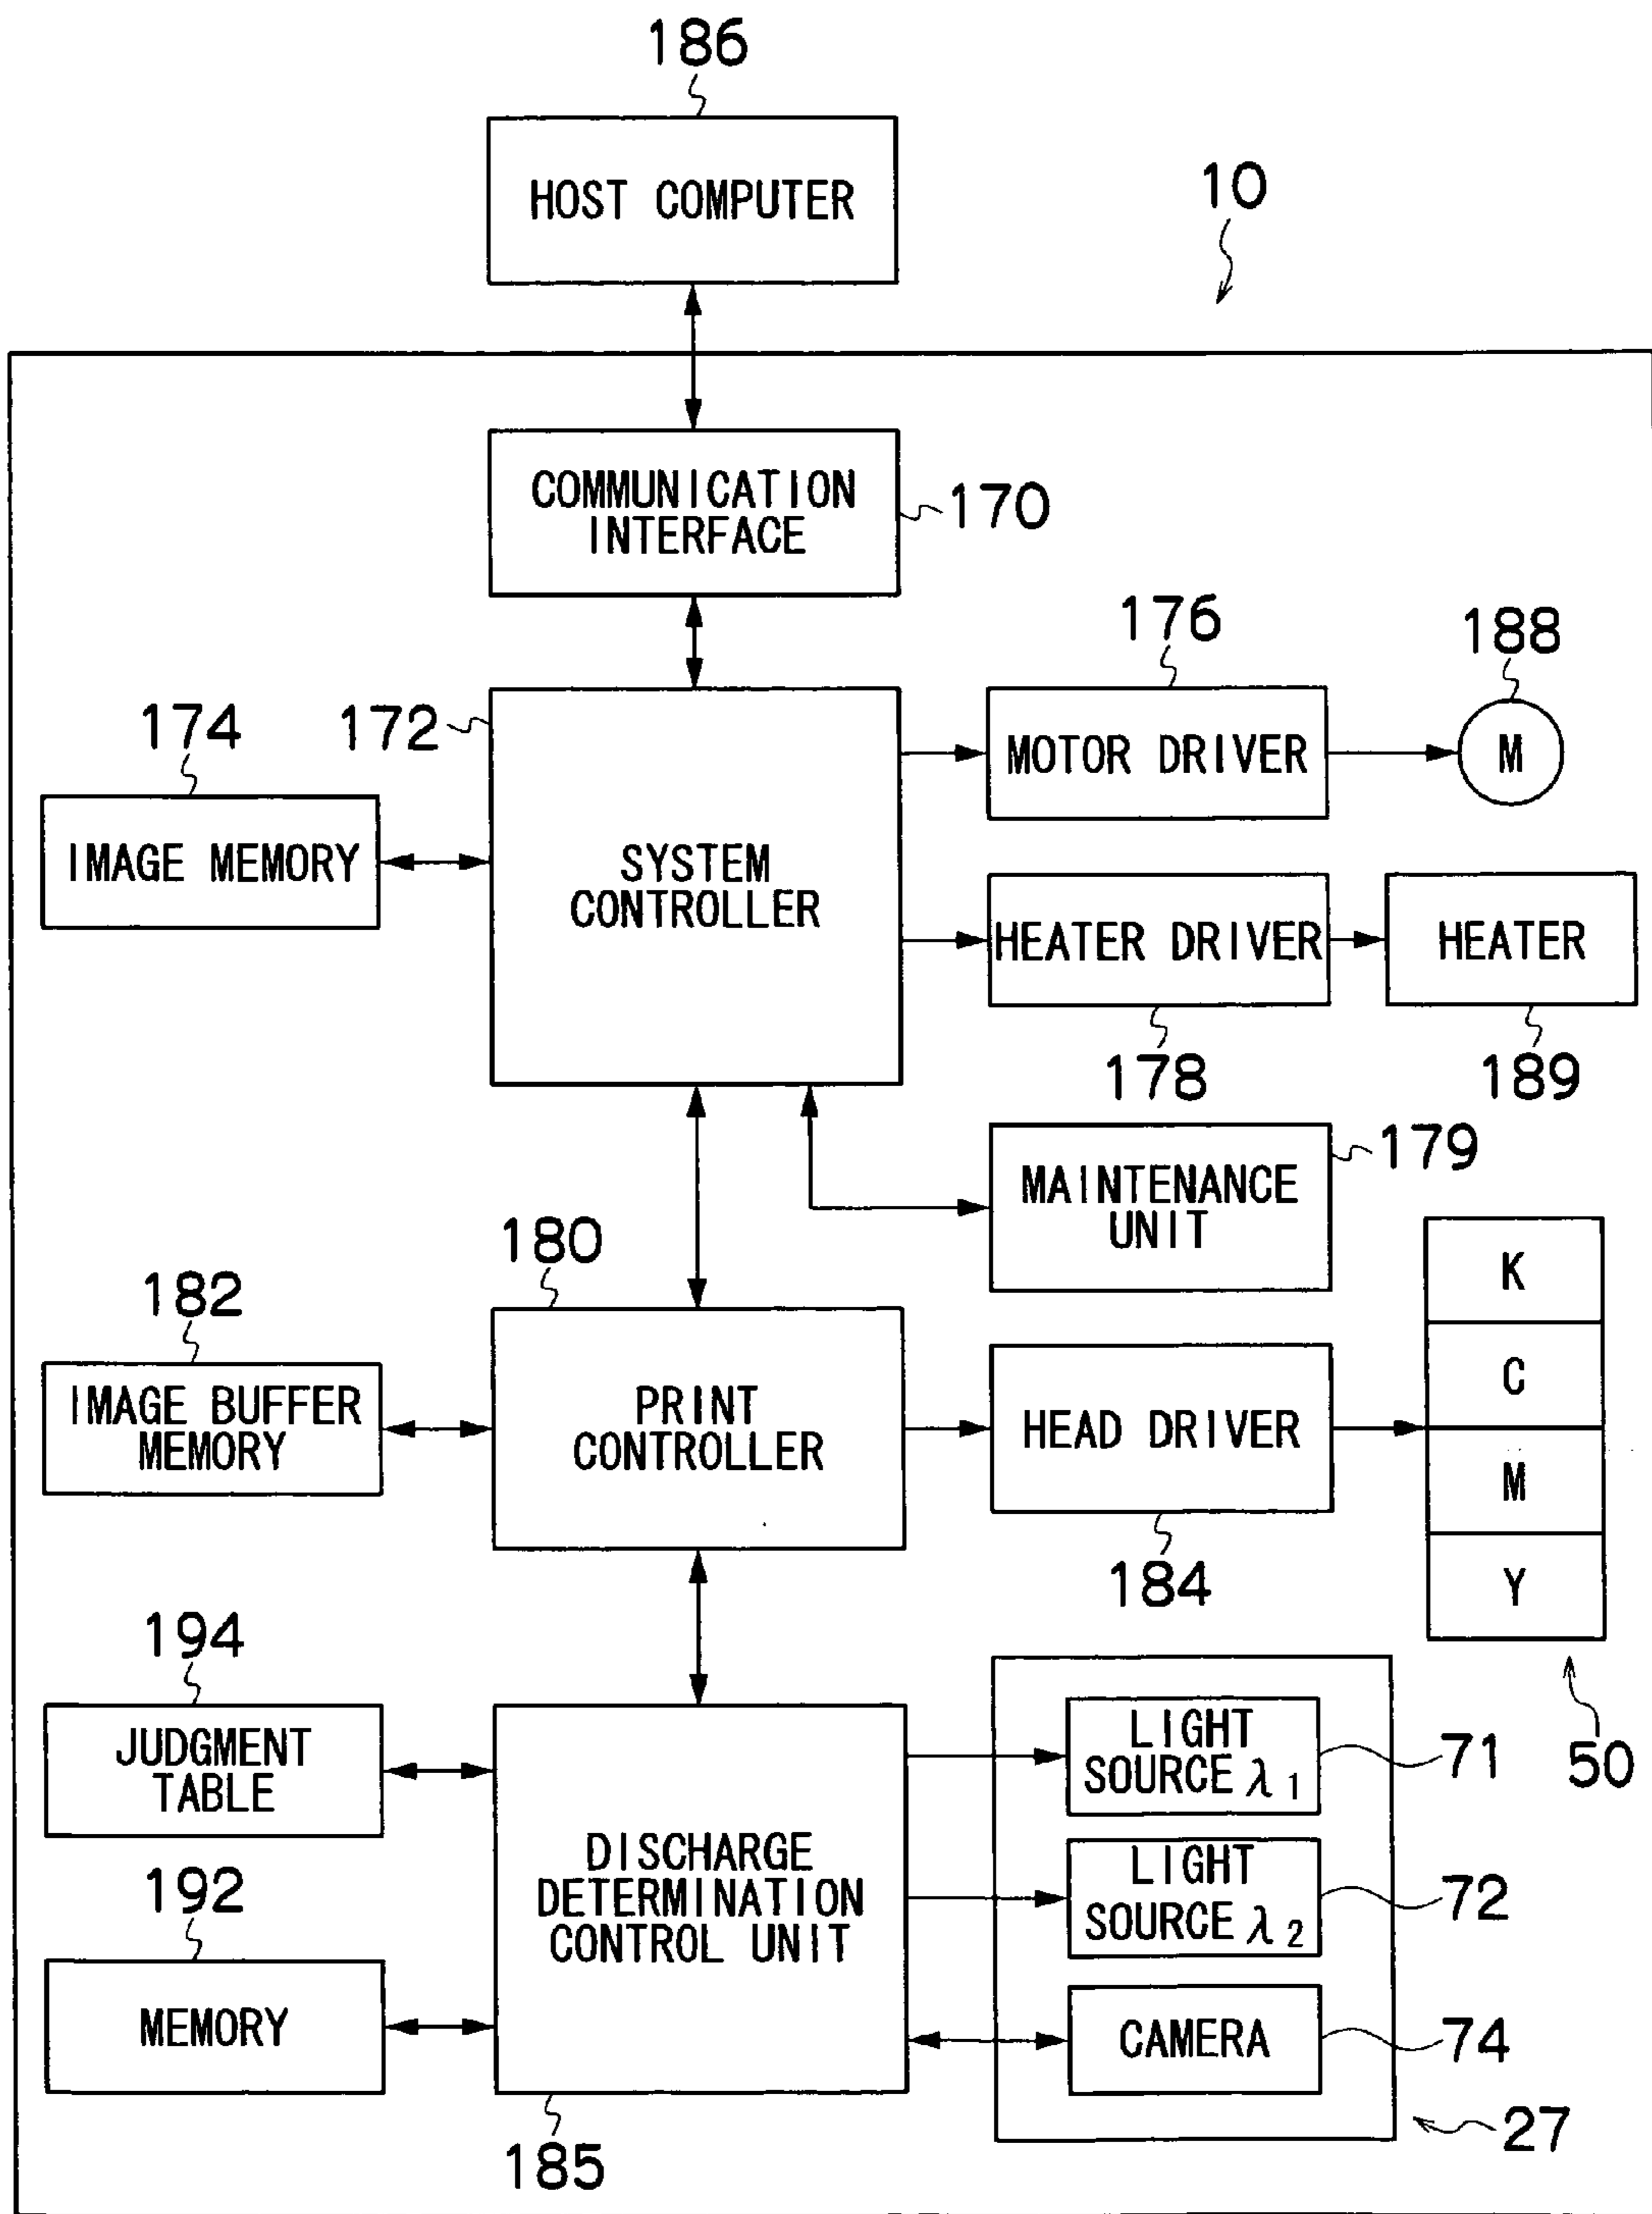 186
HOST COMPUTER
10
COMMUNICATION
INTERFACE
170
176
188
174
172
MOTOR DRIVER
M
IMAGE MEMORY
SYSTEM
CONTROLLER
HEATER DRIVER
HEATER
178
189
179
MAINTENANCE
UNIT
180
182
K
IMAGE BUFFER
MEMORY
PRINT
CONTROLLER
HEAD DRIVER
C
M
184
Y
194
JUDGMENT
TABLE
LIGHT
SOURCE λ1
71
50
DISCHARGE
DETERMINATION
CONTROL UNIT
192
LIGHT
SOURCE λ2
72
MEMORY
CAMERA
74
27
185